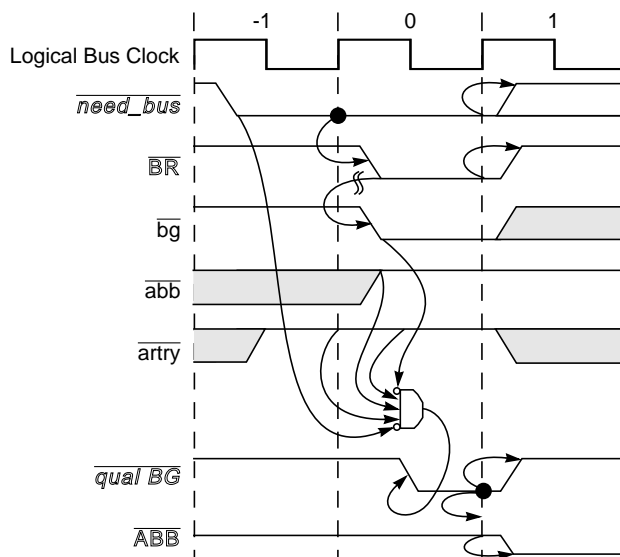 -1 0 1
Logical Bus Clock
need_bus
BR
bg
abb
artry
qual BG
ABB